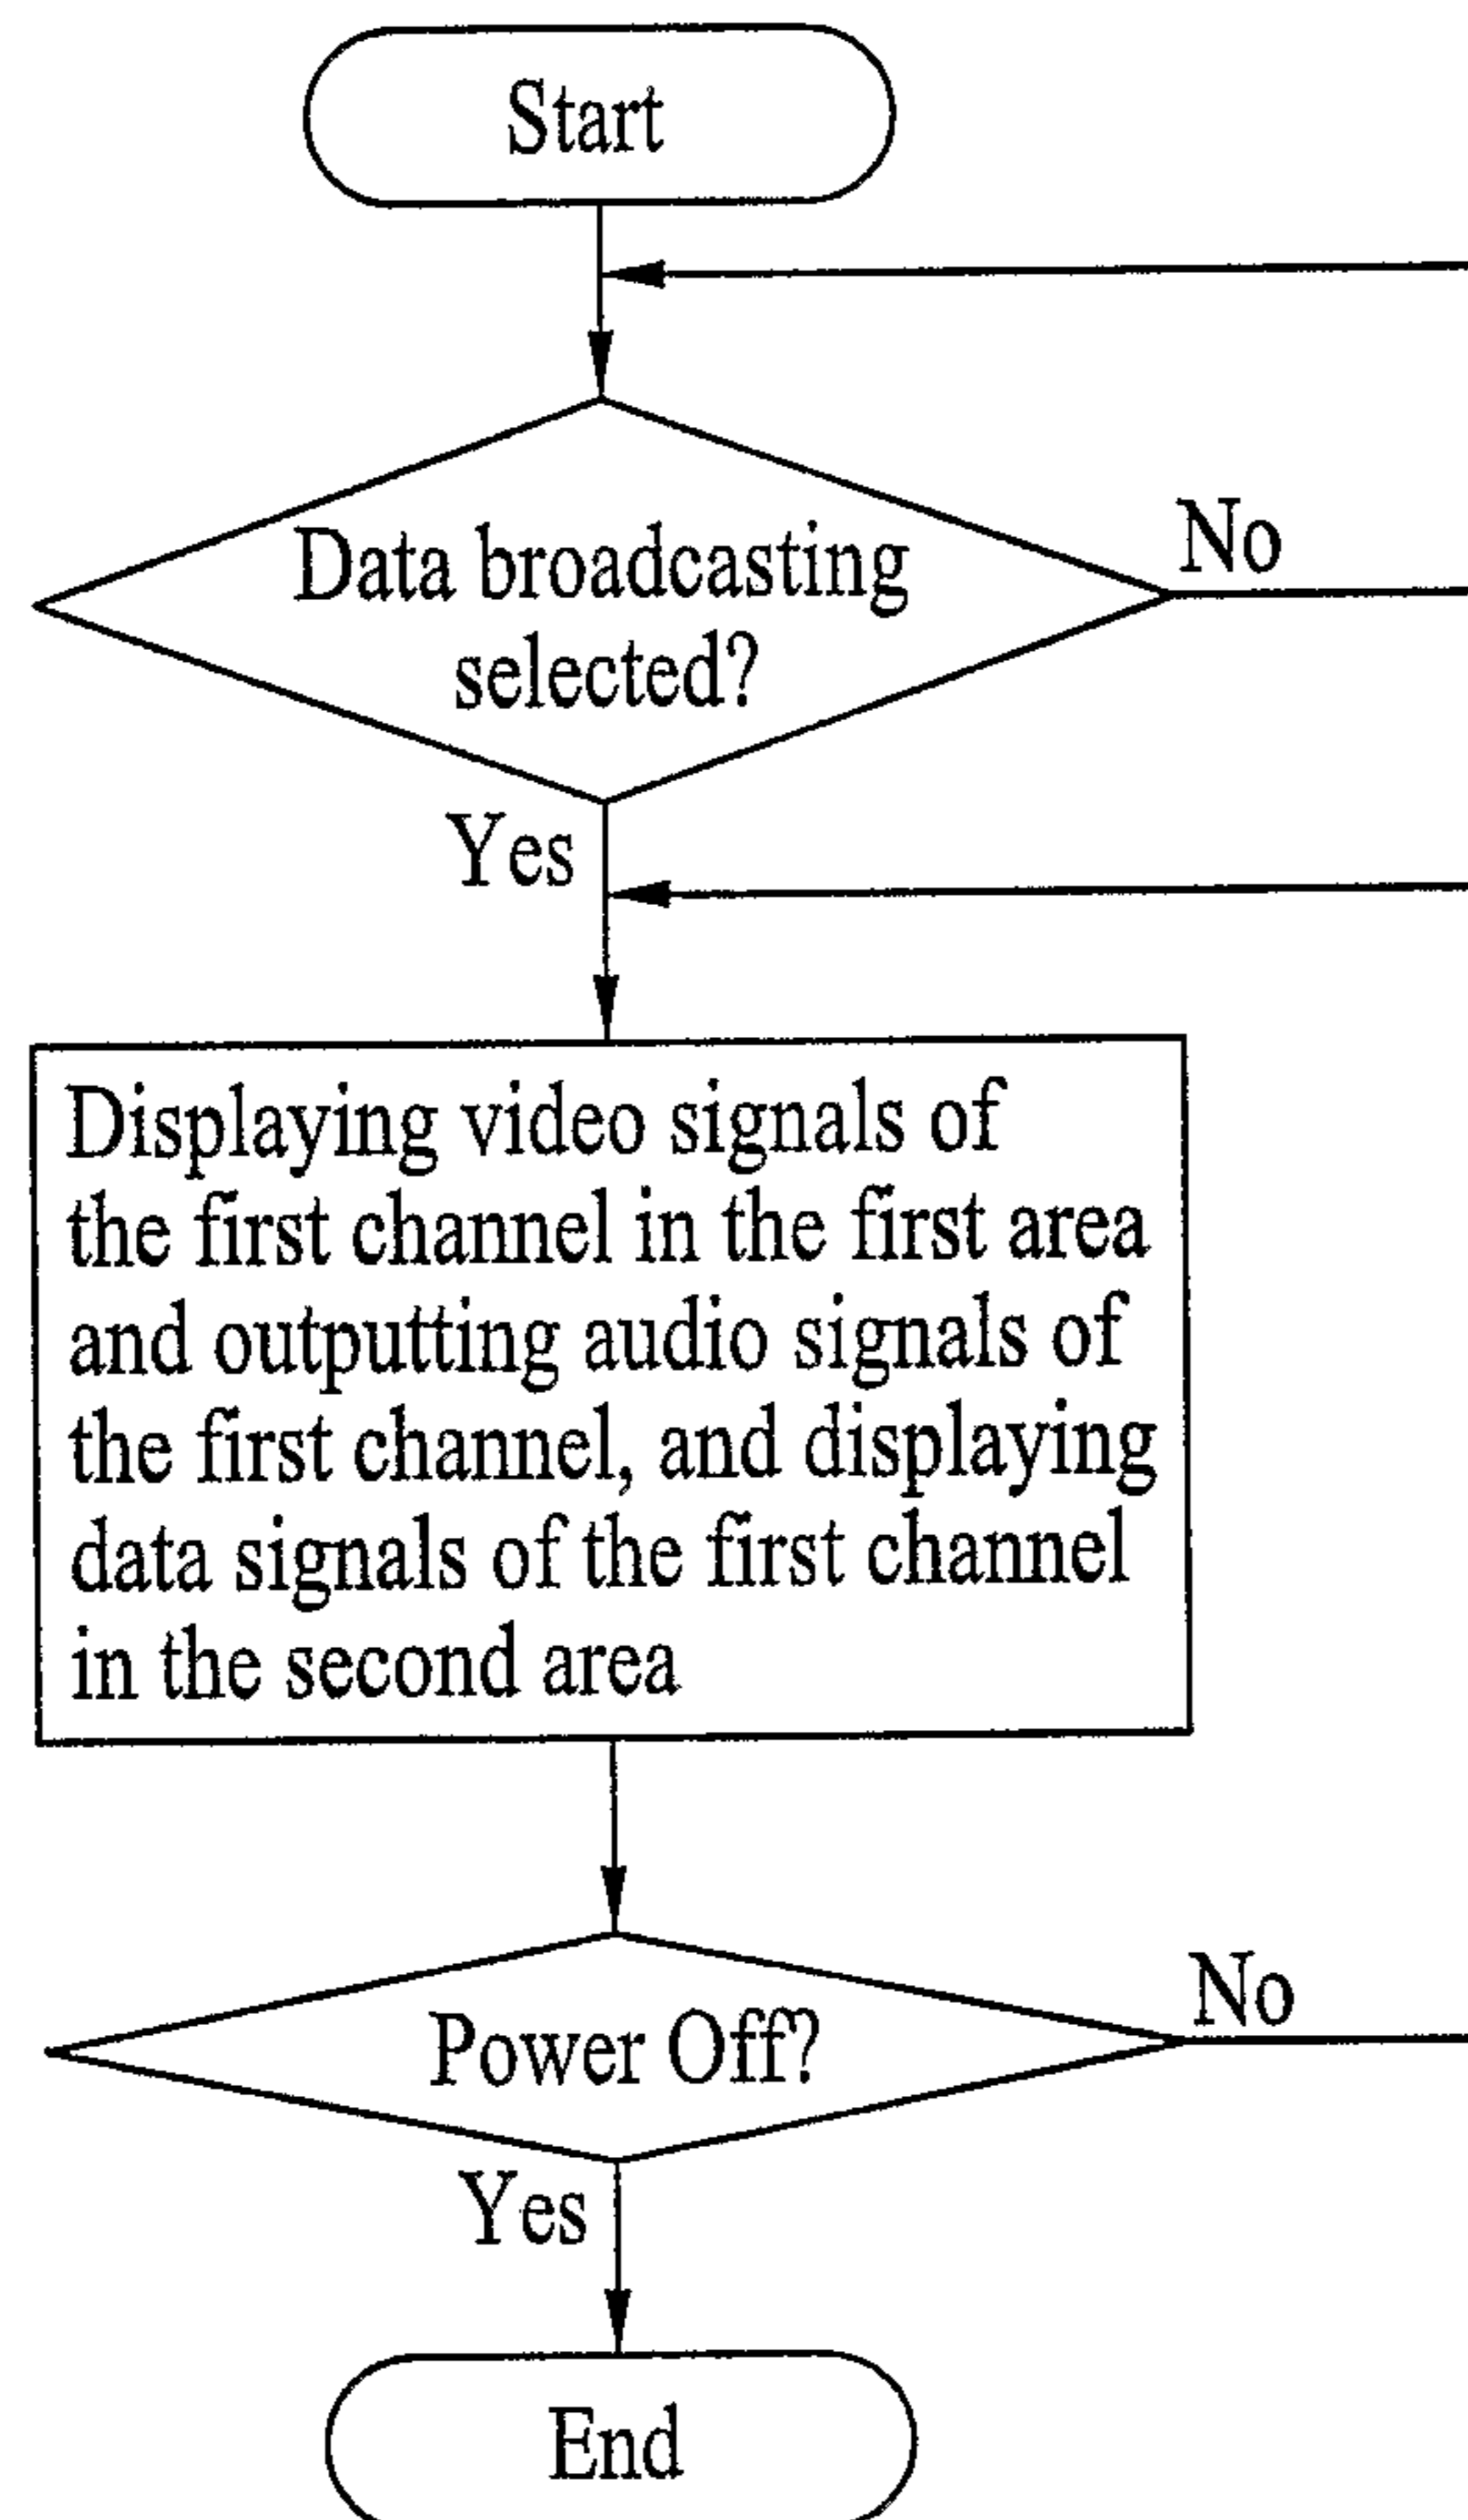 Start
Data broadcasting
selected?
No
Yes
Displaying video signals of
the first channel in the first area
and outputting audio signals of
the first channel, and displaying
data signals of the first channel
in the second area
Power Off?
No
Yes
End